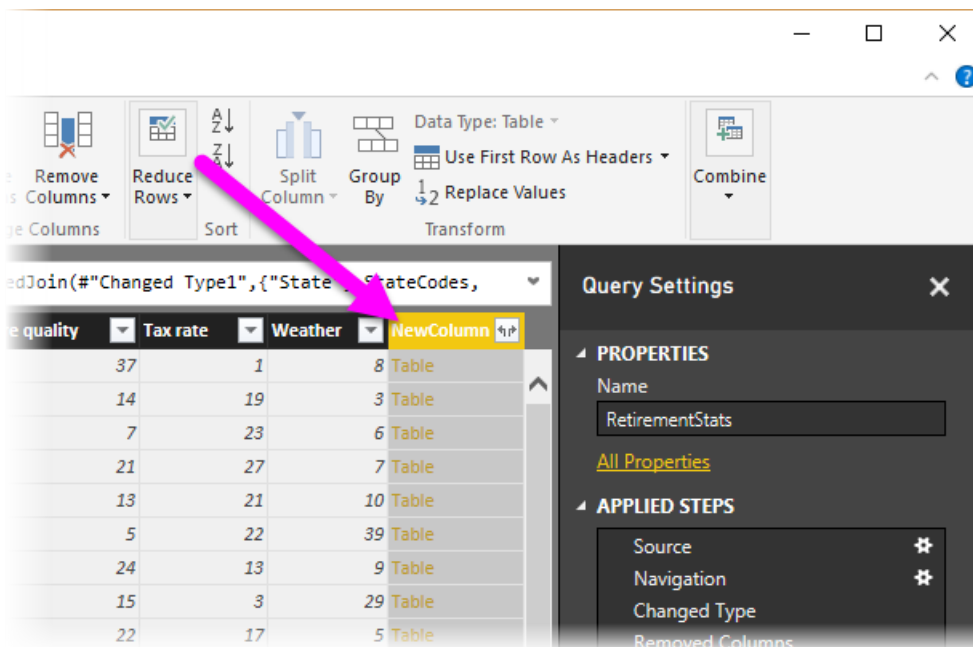 Remove
Columns
Reduce
Rows
A
Z
Z
A
Split
Column
Group
By
Data Type: Table
Use First Row As Headers
1
2 Replace Values
Combine
Columns
Sort
Transform
edJoin(#"Changed Type1",{"State StateCodes,
quality Tax rate Weather NewColumn
37 1 8 Table
14 19 3 Table
7 23 6 Table
21 27 7 Table
13 21 10 Table
5 22 39 Table
24 13 9 Table
15 3 29 Table
22 17 5 Table
Query Settings
PROPERTIES
Name
RetirementStats
All Properties
APPLIED STEPS
Source
Navigation
Changed Type
Removed Columns